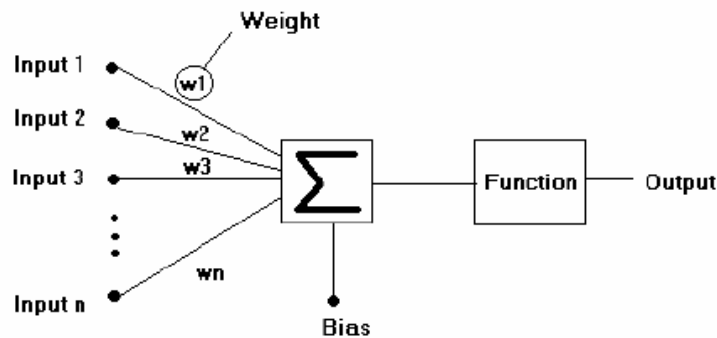 Weight
Input 1
w1
Input 2
w2
Input 3
w3
Σ
Function
Output
wn
Input n
Bias